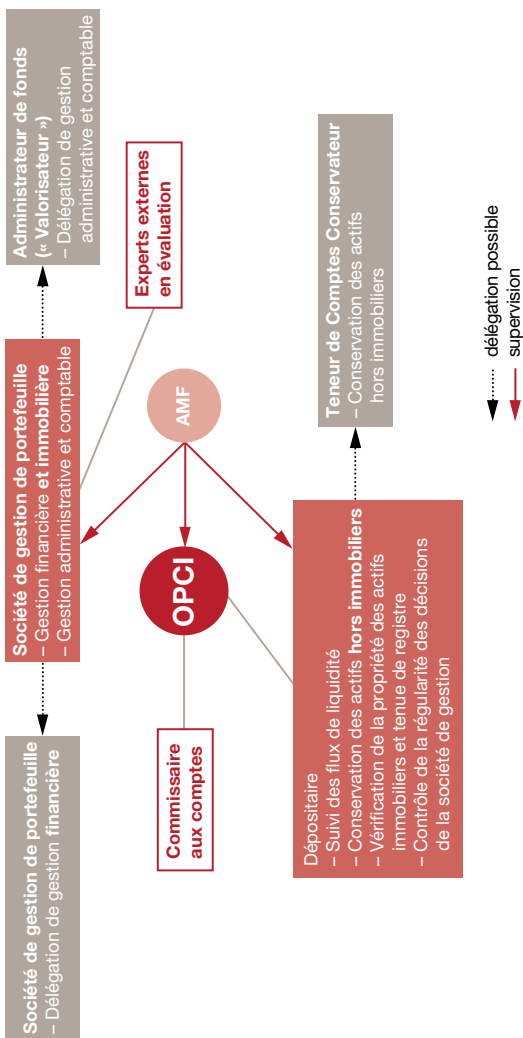 Société de gestion de portefeuille
– Délégation de gestion financière
Société de gestion de portefeuille
– Gestion financière et immobilière
– Gestion administrative et comptable
Administrateur de fonds
(« Valorisateur »)
– Délégation de gestion
administrative et comptable
Commissaire
aux comptes
OPCI
AMF
Experts externes
en évaluation
Dépositaire
– Suivi des flux de liquidité
– Conservation des actifs hors immobiliers
– Vérification de la propriété des actifs
immobiliers et tenue de registre
– Contrôle de la régularité des décisions
de la société de gestion
Teneur de Comptes Conservateur
– Conservation des actifs
hors immobiliers
délégation possible
supervision